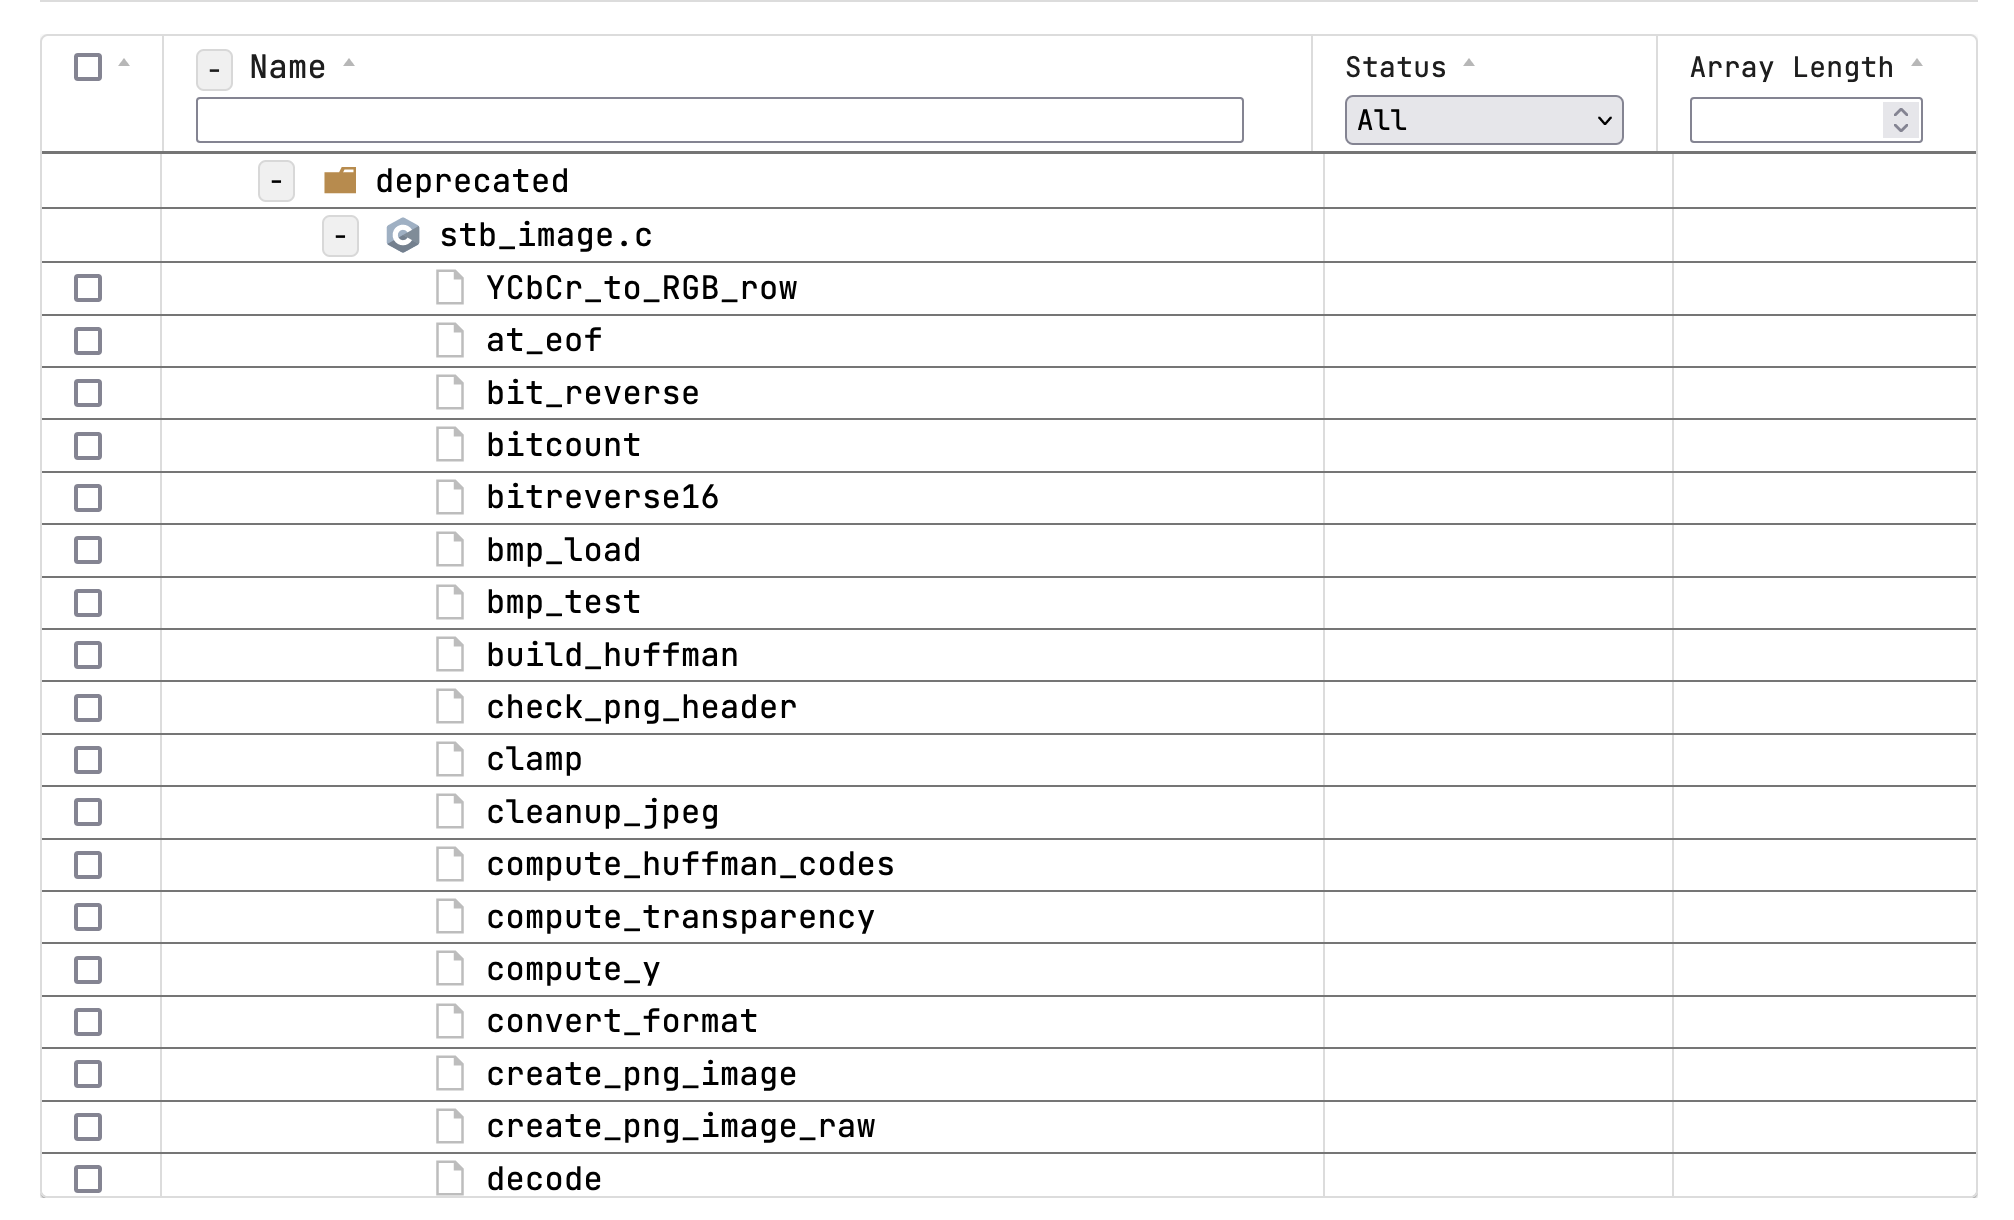 - Name
Status
Array Length
All
- deprecated
- stb_image.c
YCbCr_to_RGB_row
at_eof
bit_reverse
bitcount
bitreverse16
bmp_load
bmp_test
build_huffman
check_png_header
clamp
cleanup_jpeg
compute_huffman_codes
compute_transparency
compute_y
convert_format
create_png_image
create_png_image_raw
decode